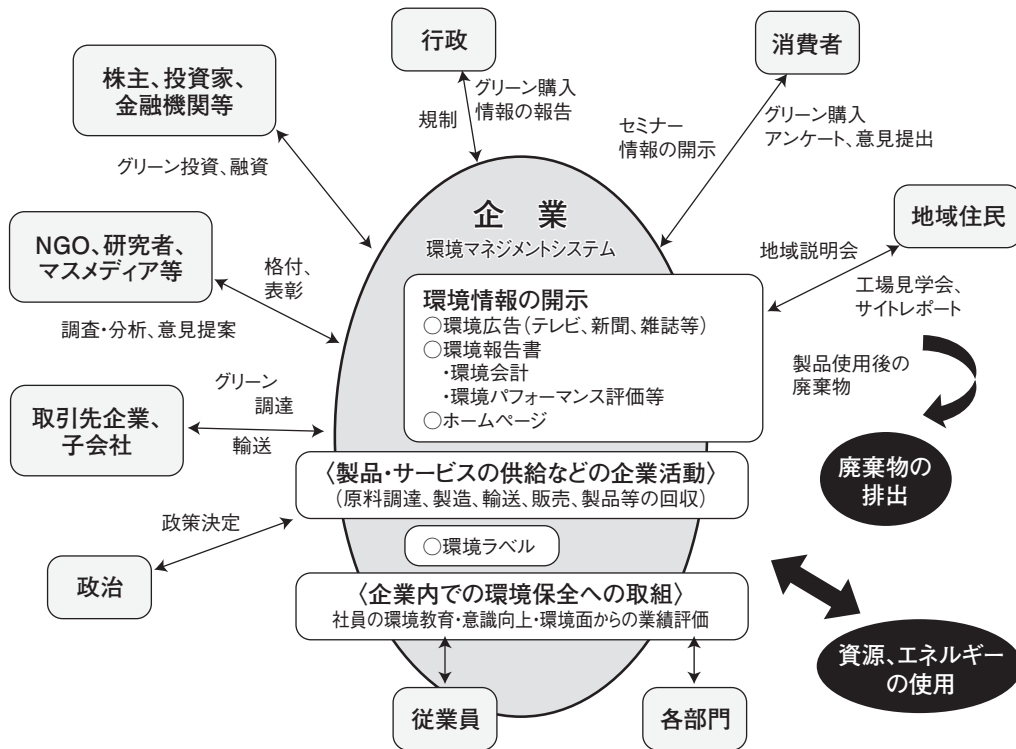 行政
消費者
株主、投資家、
金融機関等
グリーン購入
情報の報告
規制
セミナー
情報の開示
グリーン購入
アンケート、意見提出
グリーン投資、融資
企 業
環境マネジメントシステム
地域住民
NGO、研究者、
マスメディア等
格付、
表彰
地域説明会
工場見学会、
サイトレポート
調査・分析、意見提案
環境情報の開示
○環境広告(テレビ、新聞、雑誌等)
○環境報告書
・環境会計
・環境パフォーマンス評価等
○ホームページ
製品使用後の
廃棄物
取引先企業、
子会社
グリーン
調達
輸送
廃棄物の
排出
〈製品・サービスの供給などの企業活動〉
(原料調達、製造、輸送、販売、製品等の回収)
政策決定
○環境ラベル
政治
〈企業内での環境保全への取組〉
社員の環境教育・意識向上・環境面からの業績評価
資源、エネルギー
の使用
従業員
各部門